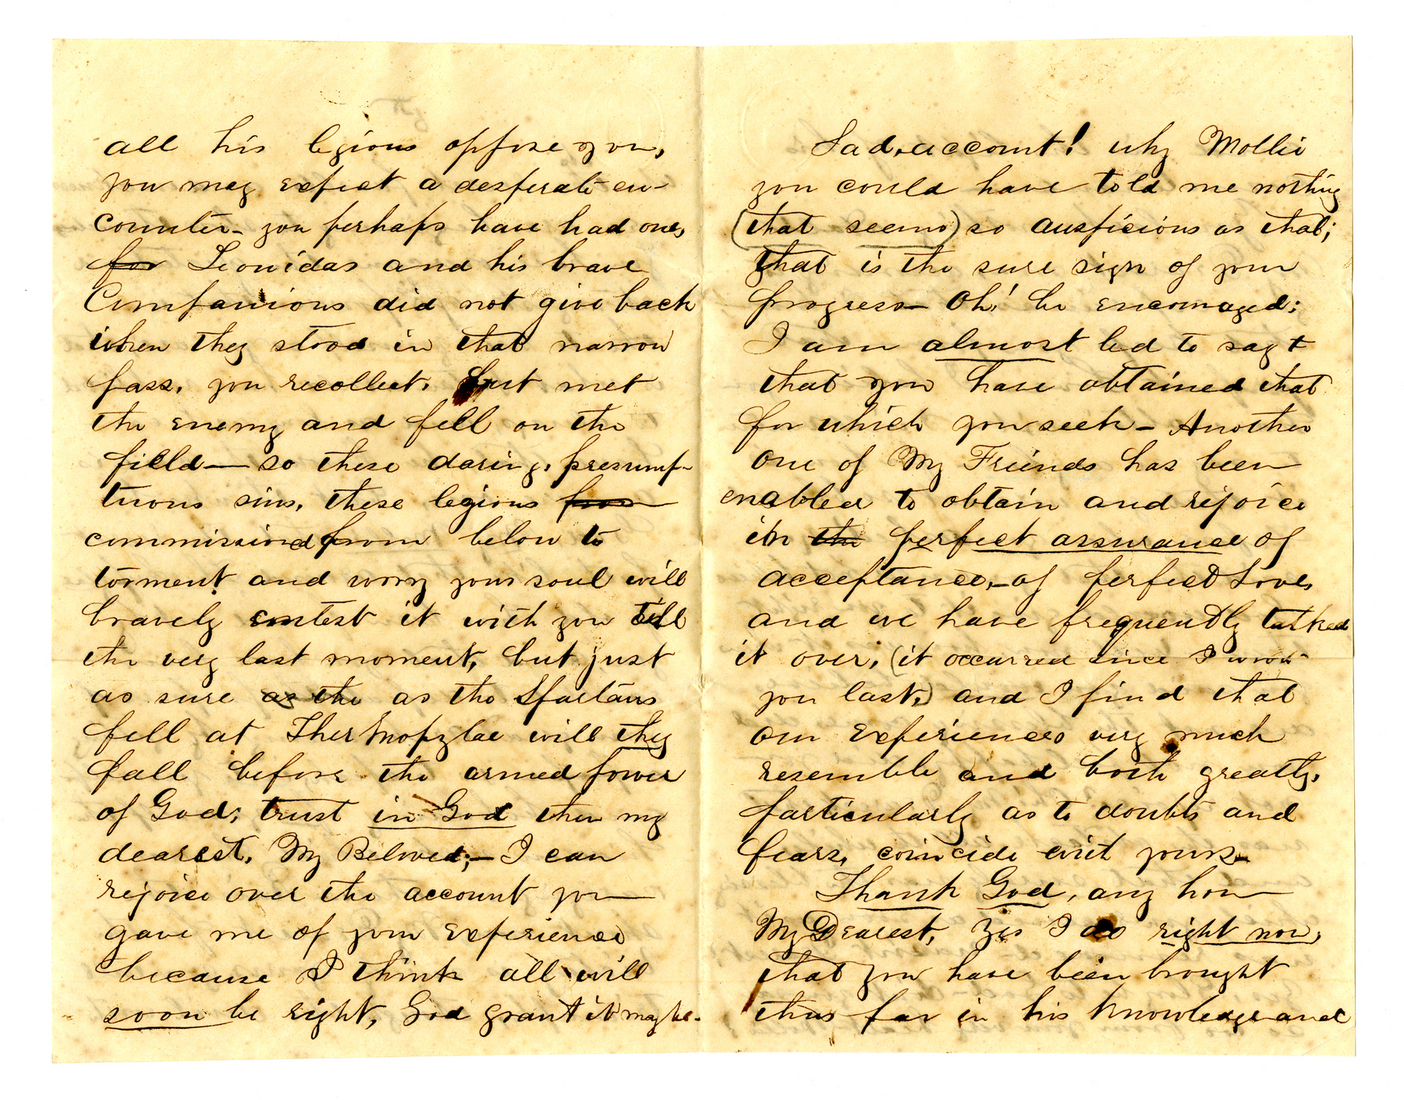 all his legions oppose you,
you may expect a desperate en-
counter - you perhaps have had one,
for Leonidas and his brave
Companions did not give back
when they stood in that narrow
pass, you recollect, but met
the enemy and fell on the
field — so these daring, presump-
tuous sins, these legions from
commissioned from below to
torment and worry your soul will
bravely contest it with you till
the very last moment, but just
as sure as the as the Spartans
fell at Thermopylae will they
fall before the armed power
of God; trust in God then my
dearest, My Beloved; - I can
rejoice over the account you
gave me of your experience
because I think all will
soon be right, God grant it may be.
Sad, account! why Mollie
you could have told me nothing
(that seems) so auspicious as that;
that is the sure sign of your
progress - Oh! be encouraged;
I am almost led to say
that you have obtained that
for which you seek - Another
one of My Friends has been
enabled to obtain and rejoice
in the perfect assurance of
acceptance, - of perfect Love,
and we have frequently talked
it over, (it occurred since I wrote
you last,) and I find that
our experiences very much
resemble and both greatly,
particularly as to doubts and
fears, coincide with yours -
Thank God, any how
My Dearest, Yes I do right now,
that you have been brought
thus far in his knowledge and